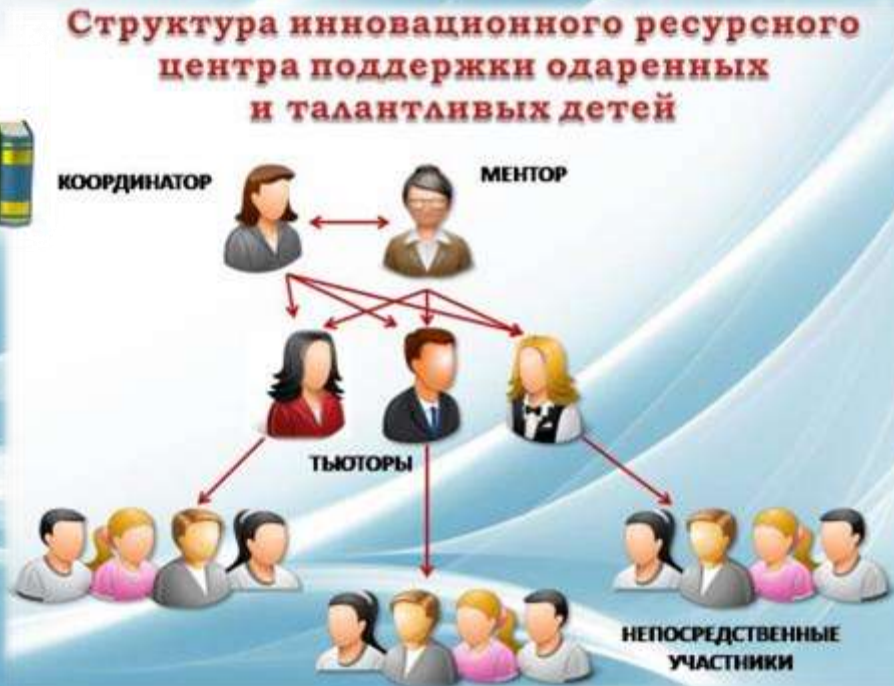 Структура инновационного ресурсного
центра поддержки одаренных
и талантливых детей
КООРДИНАТОР
МЕНТОР
ТЬЮТОРЫ
НЕПОСРЕДСТВЕННЫЕ
УЧАСТНИКИ